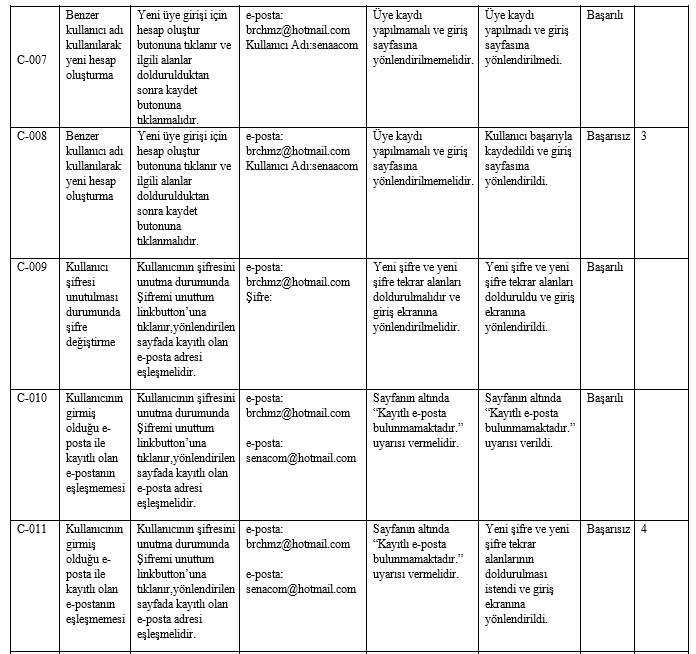 C-007
Benzer
kullanıcı adı
kullanılarak
yeni hesap
oluşturma
Yeni üye girişi için
hesap oluştur
butonuna tıklanır ve
ilgili alanlar
doldurulduktan
sonra kaydet
butonuna
tıklanmalıdır.
e-posta:
brchmz@hotmail.com
Kullanıcı Adı:senaacom
Üye kaydı
yapılmamalı ve giriş
sayfasına
yönlendirilmemelidir.
Üye kaydı
yapılmadı ve giriş
sayfasına
yönlendirilmedi.
Başarılı
C-008
Benzer
kullanıcı adı
kullanılarak
yeni hesap
oluşturma
Yeni üye girişi için
hesap oluştur
butonuna tıklanır ve
ilgili alanlar
doldurulduktan
sonra kaydet
butonuna
tıklanmalıdır.
e-posta:
brchmz@hotmail.com
Kullanıcı Adı:senaacom
Üye kaydı
yapılmamalı ve giriş
sayfasına
yönlendirilmemelidir.
Kullanıcı başarıyla
kaydedildi ve giriş
sayfasına
yönlendirildi.
Başarısız
3
C-009
Kullanıcı
şifresi
unutulması
durumunda
şifre
değiştirme
Kullanıcının şifresini
unutma durumunda
Şifremi unuttum
linkbutton’una
tıklanır,yönlendirilen
sayfada kayıtlı olan
e-posta adresi
eşleşmelidir.
e-posta:
brchmz@hotmail.com
Şifre:
Yeni şifre ve yeni
şifre tekrar alanları
doldurulmalıdır ve
giriş ekranına
yönlendirilmelidir.
Yeni şifre ve yeni
şifre tekrar alanları
dolduruldu ve giriş
ekranına
yönlendirildi.
Başarılı
C-010
Kullanıcının
girmiş
olduğu e-
posta ile
kayıtlı olan
e-postanın
eşleşmemesi
Kullanıcının şifresini
unutma durumunda
Şifremi unuttum
linkbutton’una
tıklanır,yönlendirilen
sayfada kayıtlı olan
e-posta adresi
eşleşmelidir.
e-posta:
brchmz@hotmail.com
e-posta:
senacom@hotmail.com
Sayfanın altında
“Kayıtlı e-posta
bulunmamaktadır.”
uyarısı vermelidir.
Sayfanın altında
“Kayıtlı e-posta
bulunmamaktadır.”
uyarısı verildi.
Başarılı
C-011
Kullanıcının
girmiş
olduğu e-
posta ile
kayıtlı olan
e-postanın
eşleşmemesi
Kullanıcının şifresini
unutma durumunda
Şifremi unuttum
linkbutton’una
tıklanır,yönlendirilen
sayfada kayıtlı olan
e-posta adresi
eşleşmelidir.
e-posta:
brchmz@hotmail.com
e-posta:
senacom@hotmail.com
Sayfanın altında
“Kayıtlı e-posta
bulunmamaktadır.”
uyarısı vermelidir.
Yeni şifre ve yeni
şifre tekrar
alanlarının
doldurulması
istendi ve giriş
ekranına
yönlendirildi.
Başarısız
4